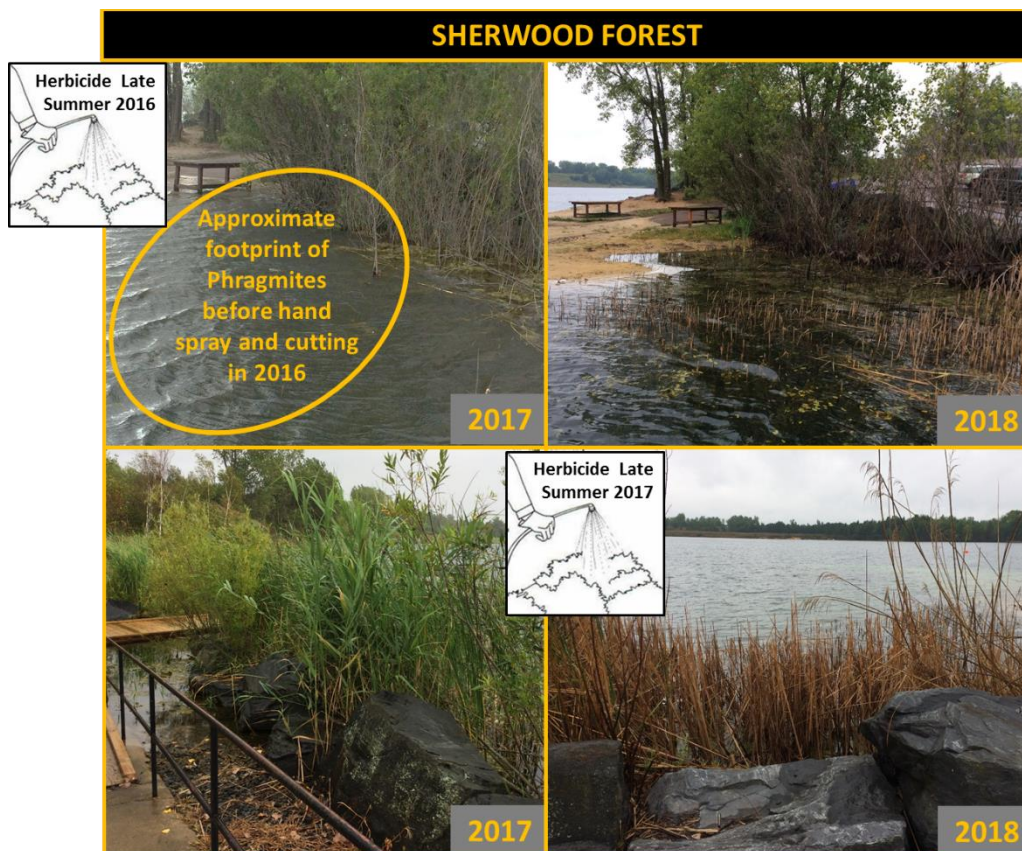 SHERWOOD FOREST
Herbicide Late
Summer 2016
Approximate
footprint of
Phragmites
before hand
spray and cutting
in 2016
2017
2018
Herbicide Late
Summer 2017
2017
2018